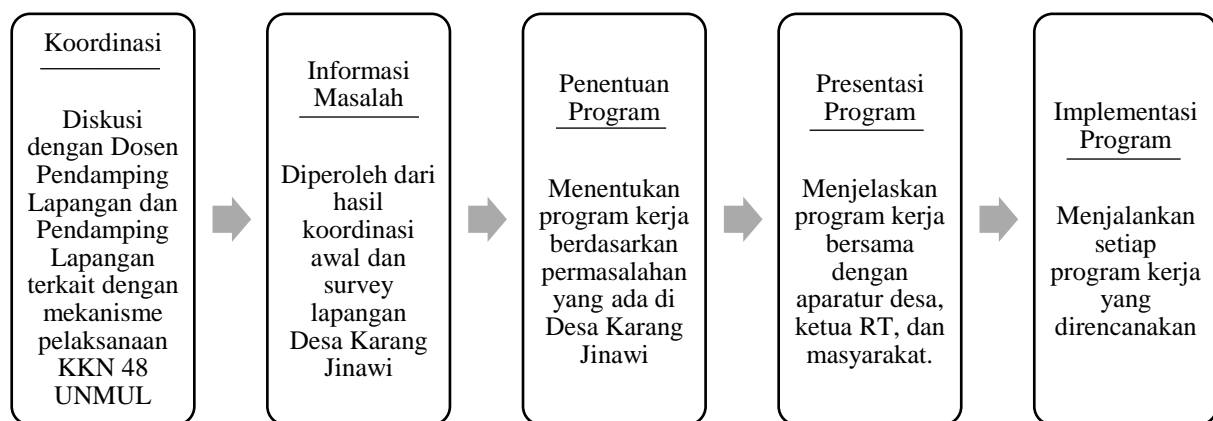 Koordinasi
Diskusi
dengan Dosen
Pendamping
Lapangan dan
Pendamping
Lapangan
terkait dengan
mekanisme
pelaksanaan
KKN 48
UNMUL
Informasi
Masalah
Diperoleh dari
hasil
koordinasi
awal dan
survey
lapangan
Desa Karang
Jinawi
Penentuan
Program
Menentukan
program kerja
berdasarkan
permasalahan
yang ada di
Desa Karang
Jinawi
Presentasi
Program
Menjelaskan
program kerja
bersama
dengan
aparatur desa,
ketua RT, dan
masyarakat.
Implementasi
Program
Menjalankan
setiap
program kerja
yang
direncanakan